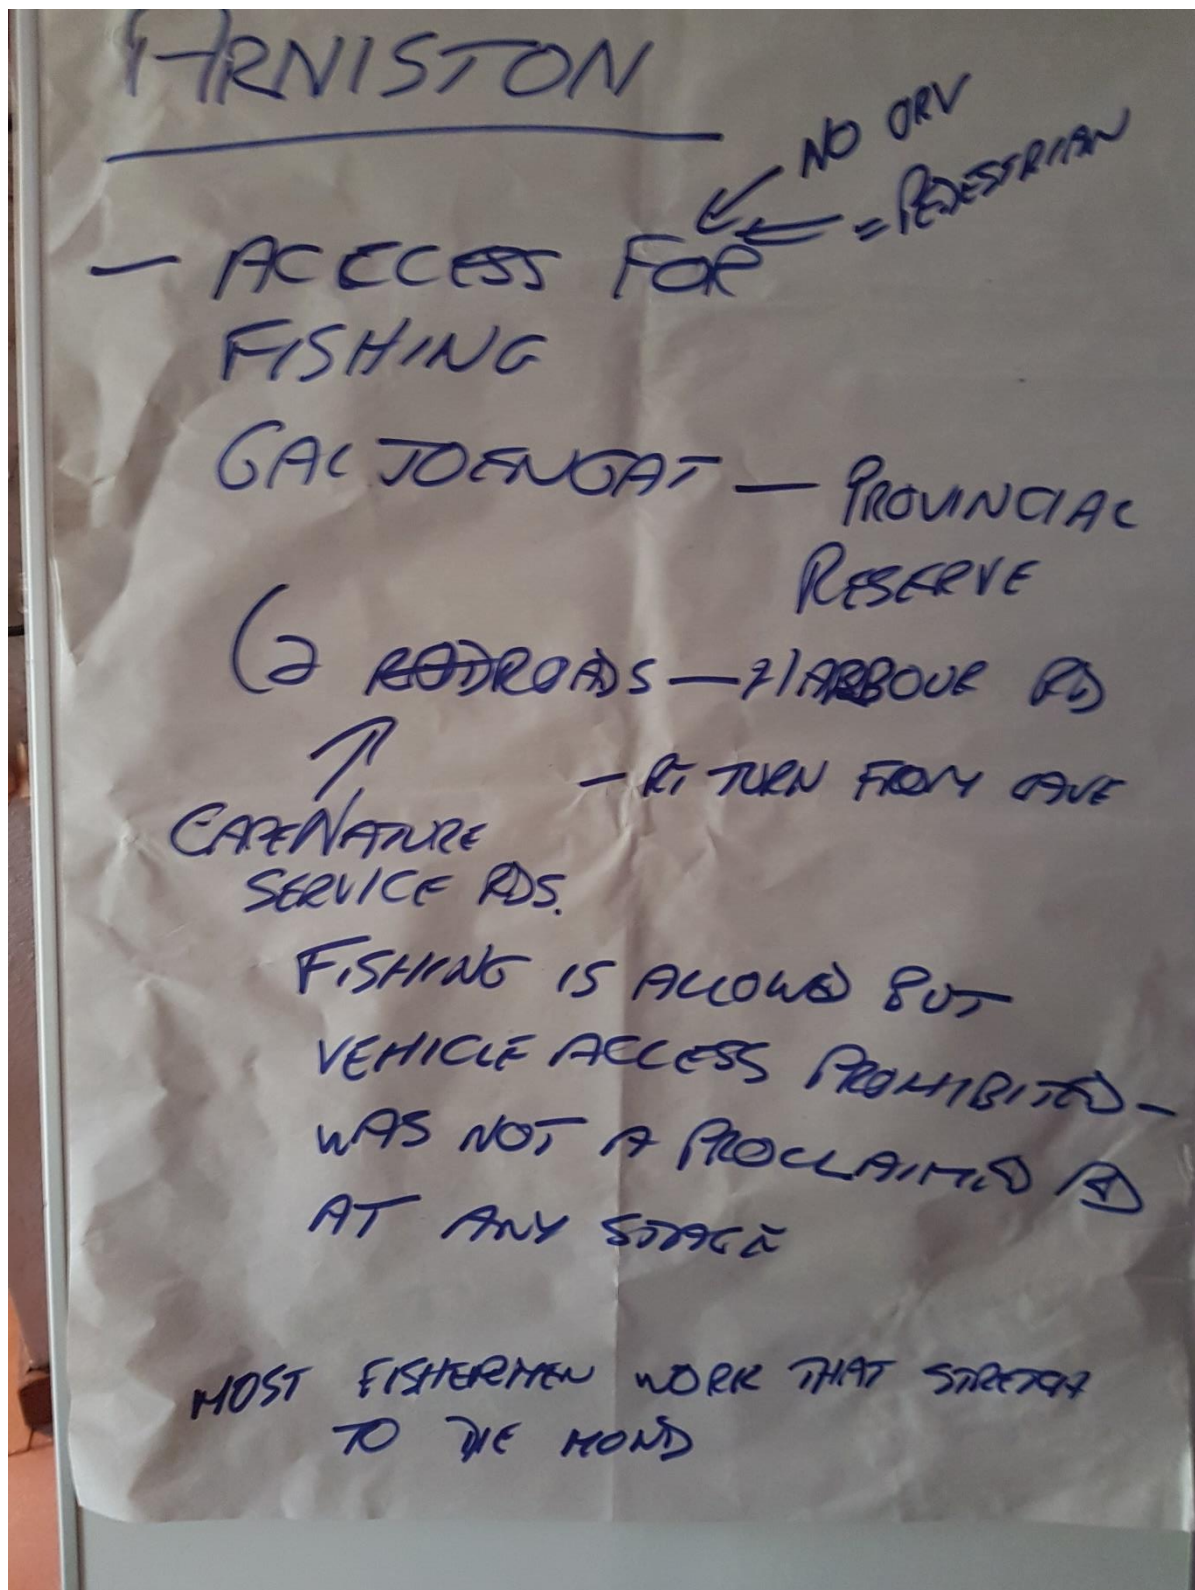 ARNISTON
NO ORV
= PEDESTRIAN
– ACCCESS FOR
FISHING
GALJOENGAT — PROVINCIAL
RESERVE
2 ROADS — HARBOUR RD
– RT TURN FROM CAVE
CAPENATURE
SERVICE RDS.
FISHING IS ALLOWED BUT
VEHICLE ACCESS PROHIBITED –
WAS NOT A PROCLAIMED RD
AT ANY STAGE
MOST FISHERMEN WORK THAT STRETCH
TO DIE MOND